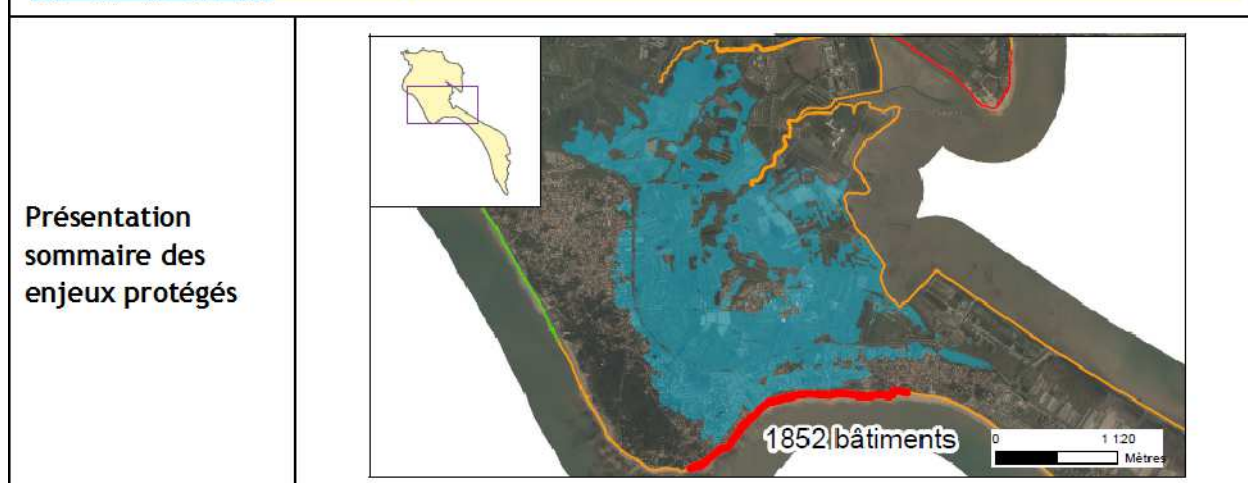 Présentation
sommaire des
enjeux protégés
1852 bâtiments
0 1 120
Mètres